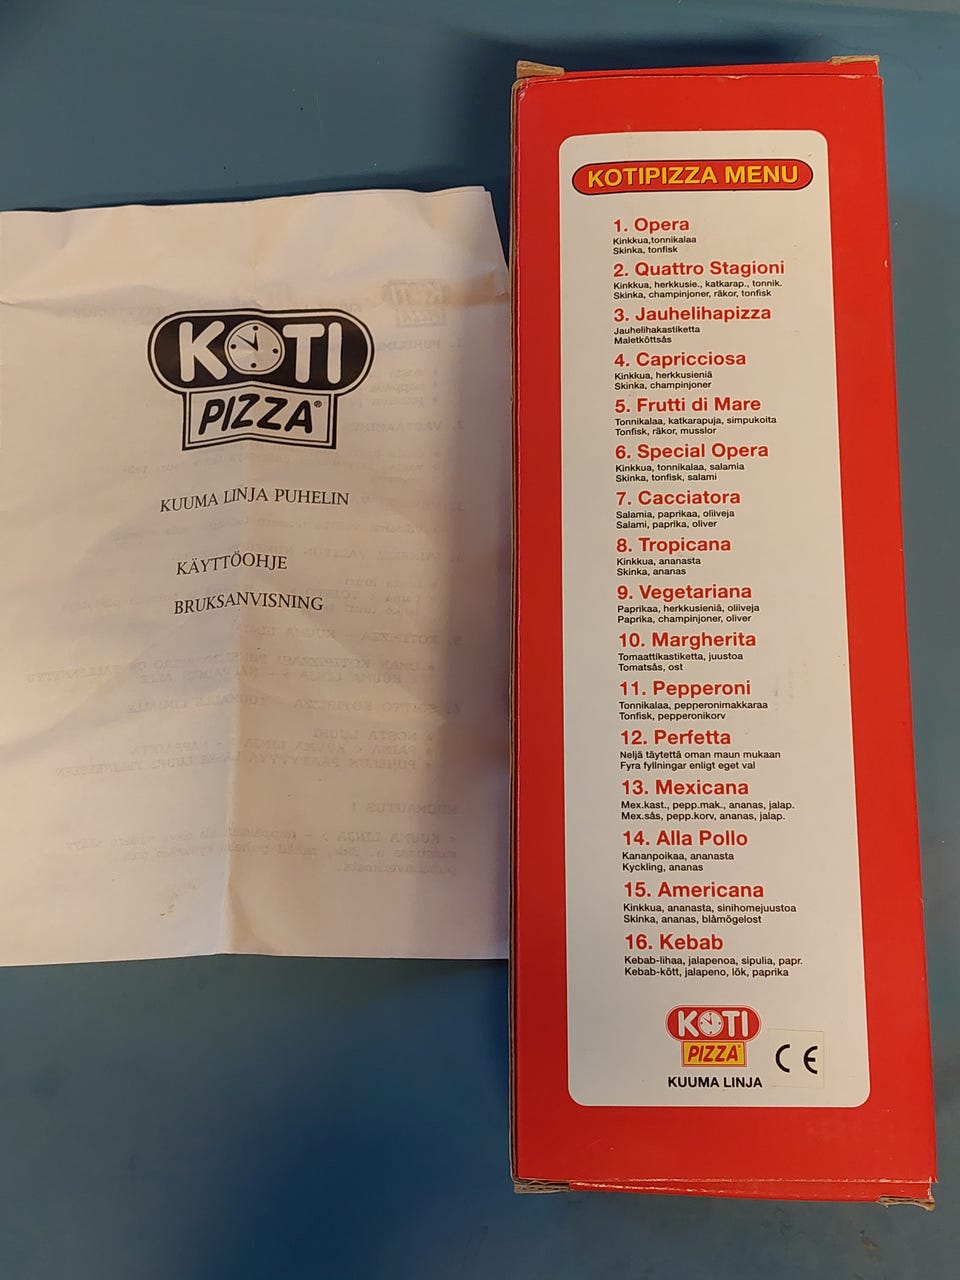 KOTI
PIZZA®
KUUMA LINJA PUHELIN
KÄYTTÖOHJE
BRUKSANVISNING
KOTIPIZZA MENU
1. Opera
Kinkkua,tonnikalaa
Skinka, tonfisk
2. Quattro Stagioni
Kinkkua, herkkusie., katkarap., tonnik.
Skinka, champinjoner, räkor, tonfisk
3. Jauhelihapizza
Jauhelihakastiketta
Maletköttsås
4. Capricciosa
Kinkkua, herkkusieniä
Skinka, champinjoner
5. Frutti di Mare
Tonnikalaa, katkarapuja, simpukoita
Tonfisk, räkor, musslor
6. Special Opera
Kinkkua, tonnikalaa, salamia
Skinka, tonfisk, salami
7. Cacciatora
Salamia, paprikaa, oliiveja
Salami, paprika, oliver
8. Tropicana
Kinkkua, ananasta
Skinka, ananas
9. Vegetariana
Paprikaa, herkkusieniä, oliiveja
Paprika, champinjoner, oliver
10. Margherita
Tomaattikastiketta, juustoa
Tomatsås, ost
11. Pepperoni
Tonnikalaa, pepperonimakkaraa
Tonfisk, pepperonikorv
12. Perfetta
Neljä täytettä oman maun mukaan
Fyra fyllningar enligt eget val
13. Mexicana
Mex.kast., pepp.mak., ananas, jalap.
Mex.sås, pepp.korv, ananas, jalap.
14. Alla Pollo
Kananpoikaa, ananasta
Kyckling, ananas
15. Americana
Kinkkua, ananasta, sinihomejuustoa
Skinka, ananas, blåmögelost
16. Kebab
Kebab-lihaa, jalapenoa, sipulia, papr.
Kebab-kött, jalapeno, lök, paprika
KOTI
PIZZA®
KUUMA LINJA
CE